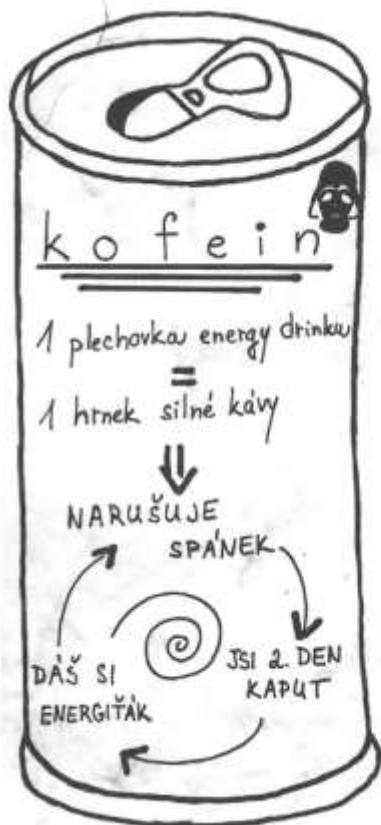 kofein
1 plechovka energy drinku
=
1 hrnek silné kávy
NARUŠUJE
SPÁNEK
JSI 2. DEN
KAPUT
DÁŠ SI
ENERGIŤÁK